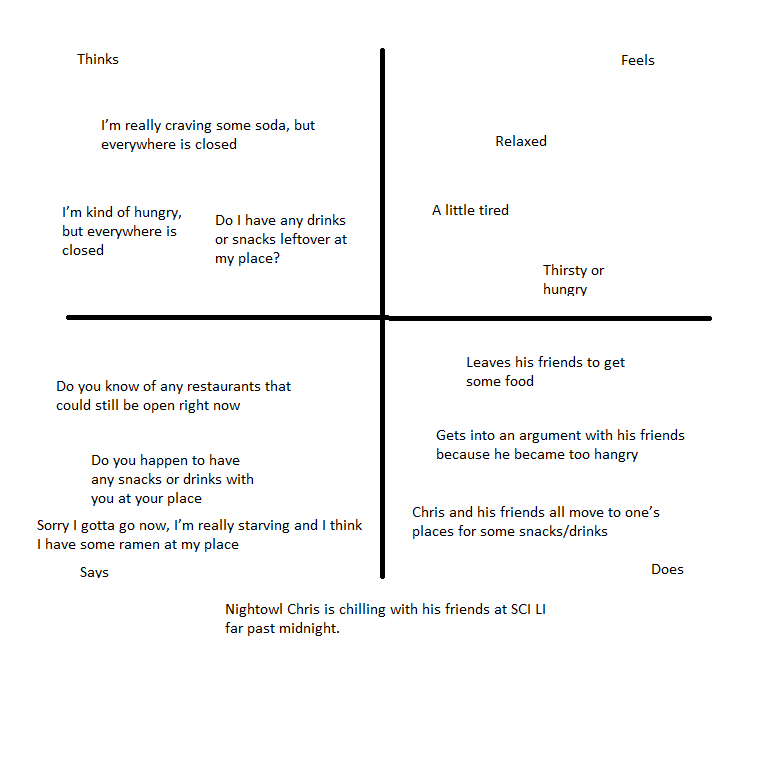 Thinks
Feels
I'm really craving some soda, but
everywhere is closed
Relaxed
I'm kind of hungry,
but everywhere is
closed
Do I have any drinks
or snacks leftover at
my place?
A little tired
Thirsty or
hungry
Do you know of any restaurants that
could still be open right now
Do you happen to have
any snacks or drinks with
you at your place
Sorry I gotta go now, I'm really starving and I think
I have some ramen at my place
Says
Leaves his friends to get
some food
Gets into an argument with his friends
because he became too hangry
Chris and his friends all move to one's
places for some snacks/drinks
Does
Nightowl Chris is chilling with his friends at SCI LI
far past midnight.